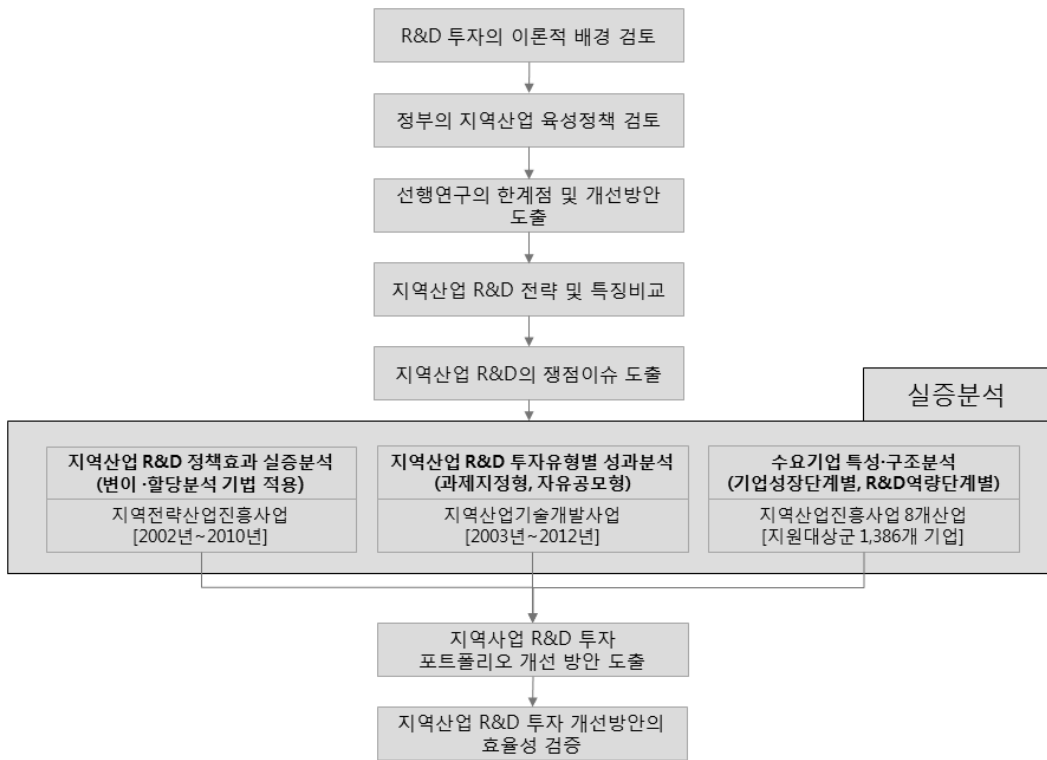 R&D 투자의 이론적 배경 검토
정부의 지역산업 육성정책 검토
선행연구의 한계점 및 개선방안
도출
지역산업 R&D 전략 및 특징비교
지역산업 R&D의 쟁점이슈 도출
실증분석
지역산업 R&D 정책효과 실증분석
(변이 ·할당분석 기법 적용)
지역전략산업진흥사업
[2002년~2010년]
지역산업 R&D 투자유형별 성과분석
(과제지정형, 자유공모형)
지역산업기술개발사업
[2003년~2012년]
수요기업 특성·구조분석
(기업성장단계별, R&D역량단계별)
지역산업진흥사업 8개산업
[지원대상군 1,386개 기업]
지역사업 R&D 투자
포트폴리오 개선 방안 도출
지역산업 R&D 투자 개선방안의
효율성 검증